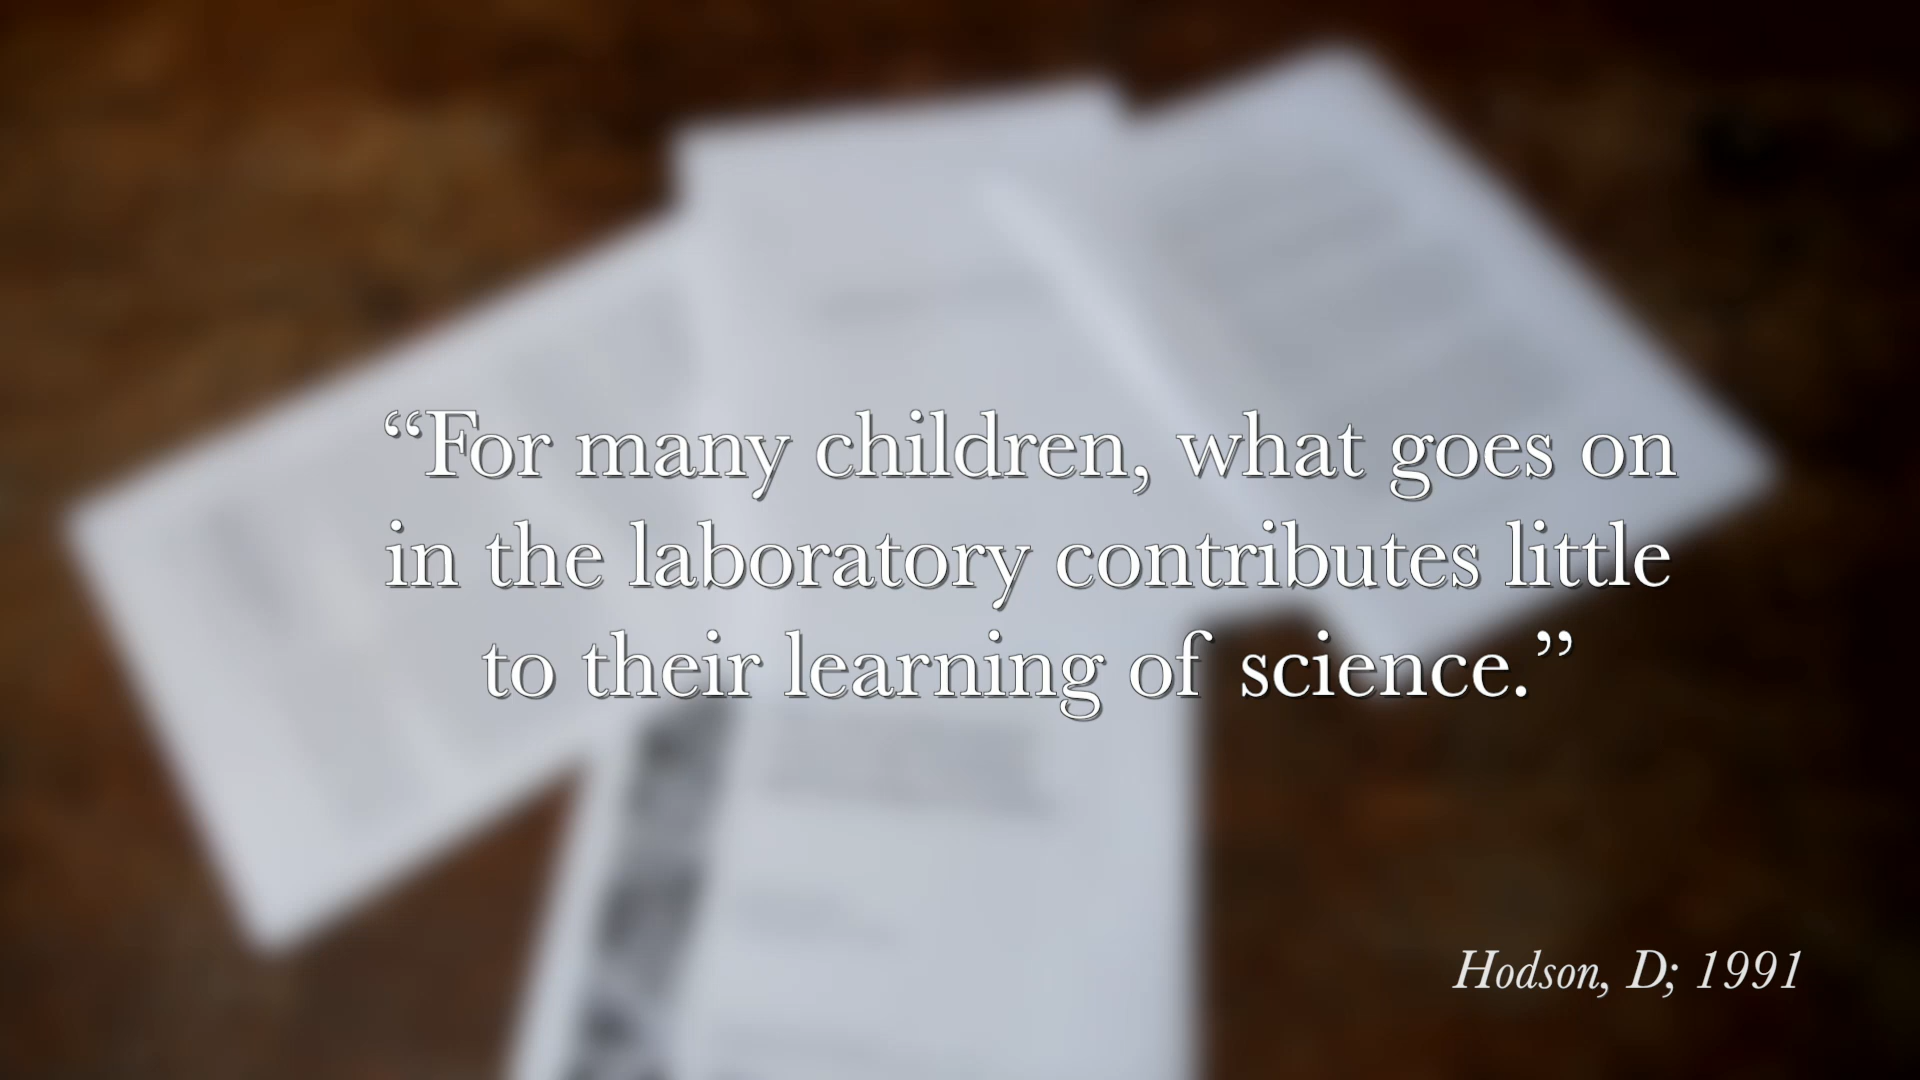 “For many children, what goes on
in the laboratory contributes little
to their learning of science.”
Hodson, D; 1991